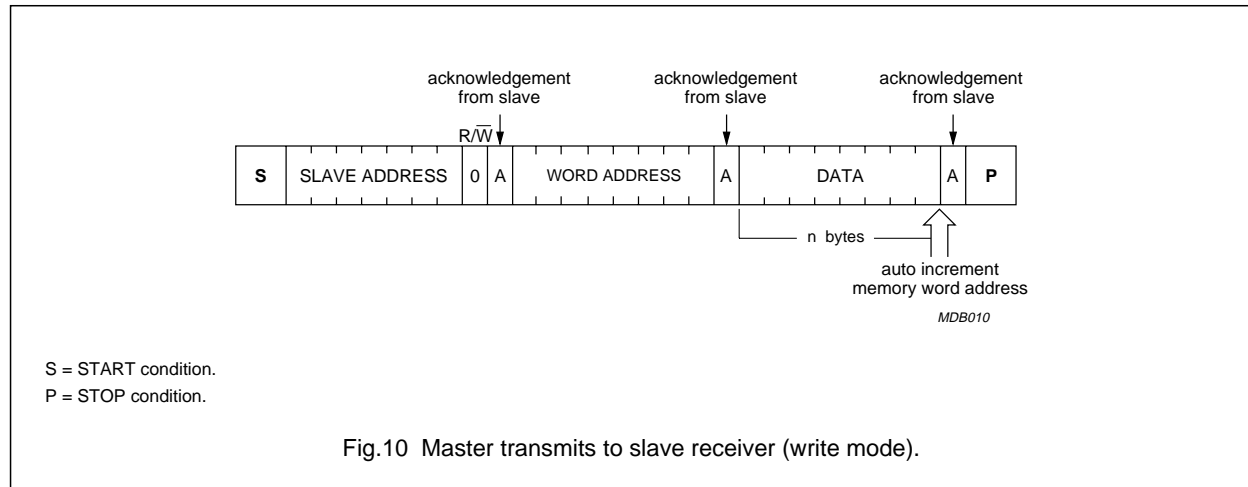 acknowledgement
from slave
acknowledgement
from slave
acknowledgement
from slave
R/W̅
S SLAVE ADDRESS 0 A WORD ADDRESS A DATA A P
n bytes
auto increment
memory word address
MDB010
S = START condition.
P = STOP condition.
Fig.10 Master transmits to slave receiver (write mode).